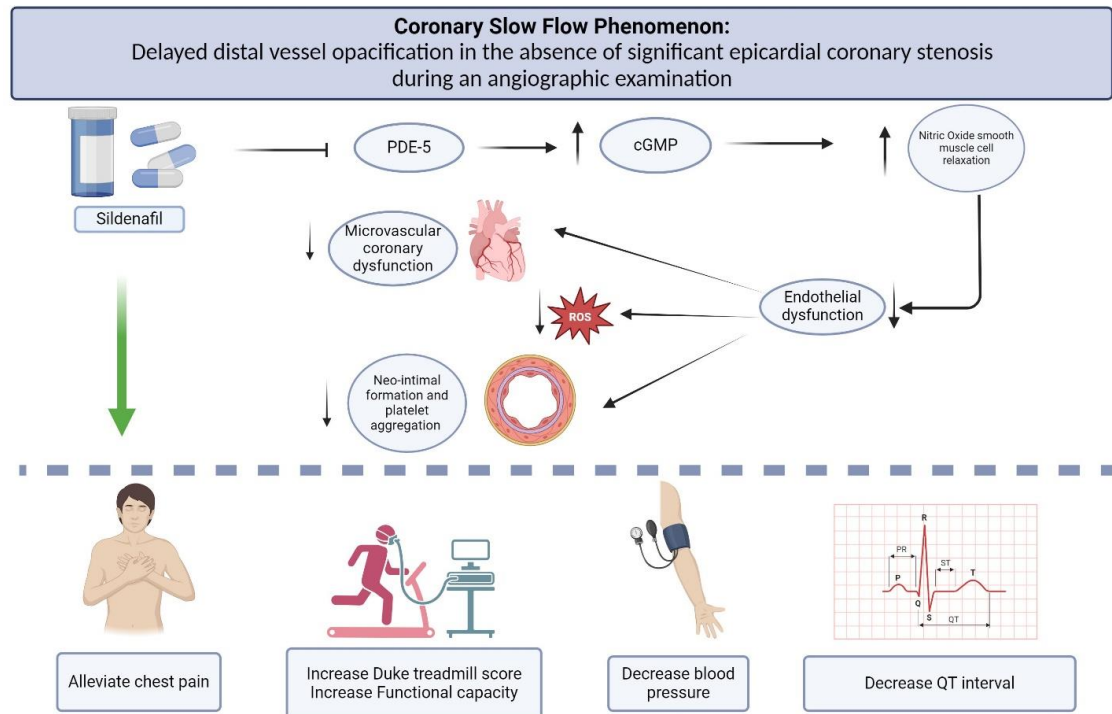 Coronary Slow Flow Phenomenon:
Delayed distal vessel opacification in the absence of significant epicardial coronary stenosis
during an angiographic examination
Sildenafil
PDE-5
cGMP
Nitric Oxide smooth
muscle cell
relaxation
Microvascular
coronary
dysfunction
ROS
Endothelial
dysfunction
Neo-intimal
formation and
platelet
aggregation
Alleviate chest pain
Increase Duke treadmill score
Increase Functional capacity
Decrease blood
pressure
R
PR
ST
P
T
Q
S
QT
Decrease QT interval